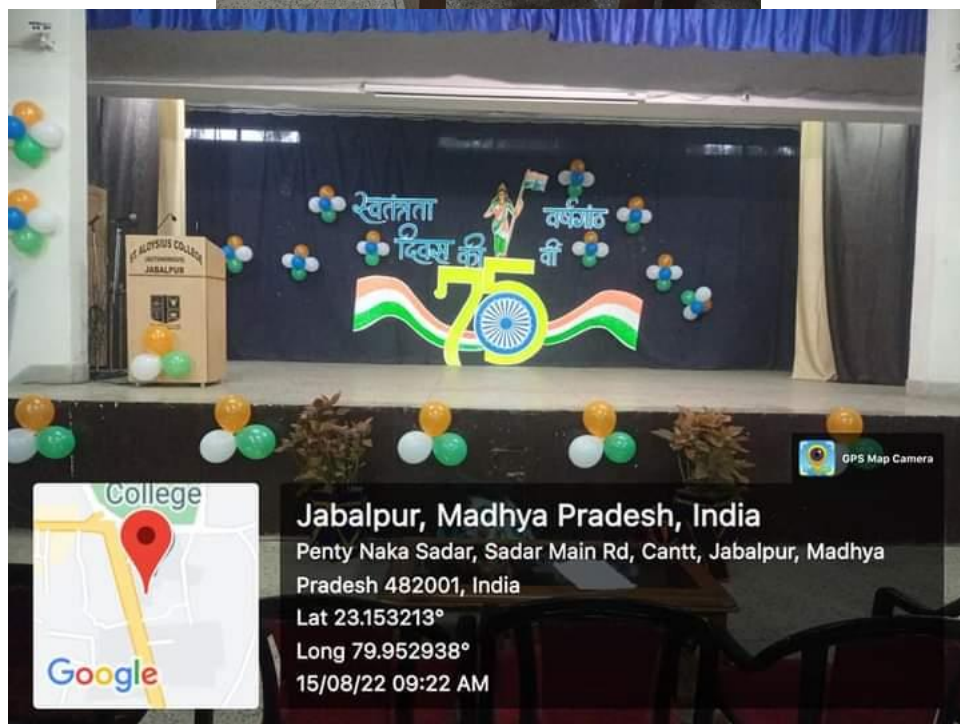 स्वतंत्रता
वर्षगांठ
दिवस की
वी
75
ST. ALOYSIUS COLLEGE
(AUTONOMOUS)
JABALPUR
GPS Map Camera
College
Google
Jabalpur, Madhya Pradesh, India
Penty Naka Sadar, Sadar Main Rd, Cantt, Jabalpur, Madhya
Pradesh 482001, India
Lat 23.153213°
Long 79.952938°
15/08/22 09:22 AM